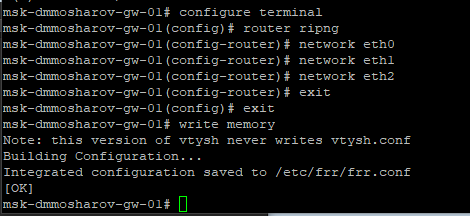 msk-dmmosharov-gw-01# configure terminal
msk-dmmosharov-gw-01(config)# router ripng
msk-dmmosharov-gw-01(config-router)# network eth0
msk-dmmosharov-gw-01(config-router)# network eth1
msk-dmmosharov-gw-01(config-router)# network eth2
msk-dmmosharov-gw-01(config-router)# exit
msk-dmmosharov-gw-01(config)# exit
msk-dmmosharov-gw-01# write memory
Note: this version of vtysh never writes vtysh.conf
Building Configuration...
Integrated configuration saved to /etc/frr/frr.conf
[OK]
msk-dmmosharov-gw-01#